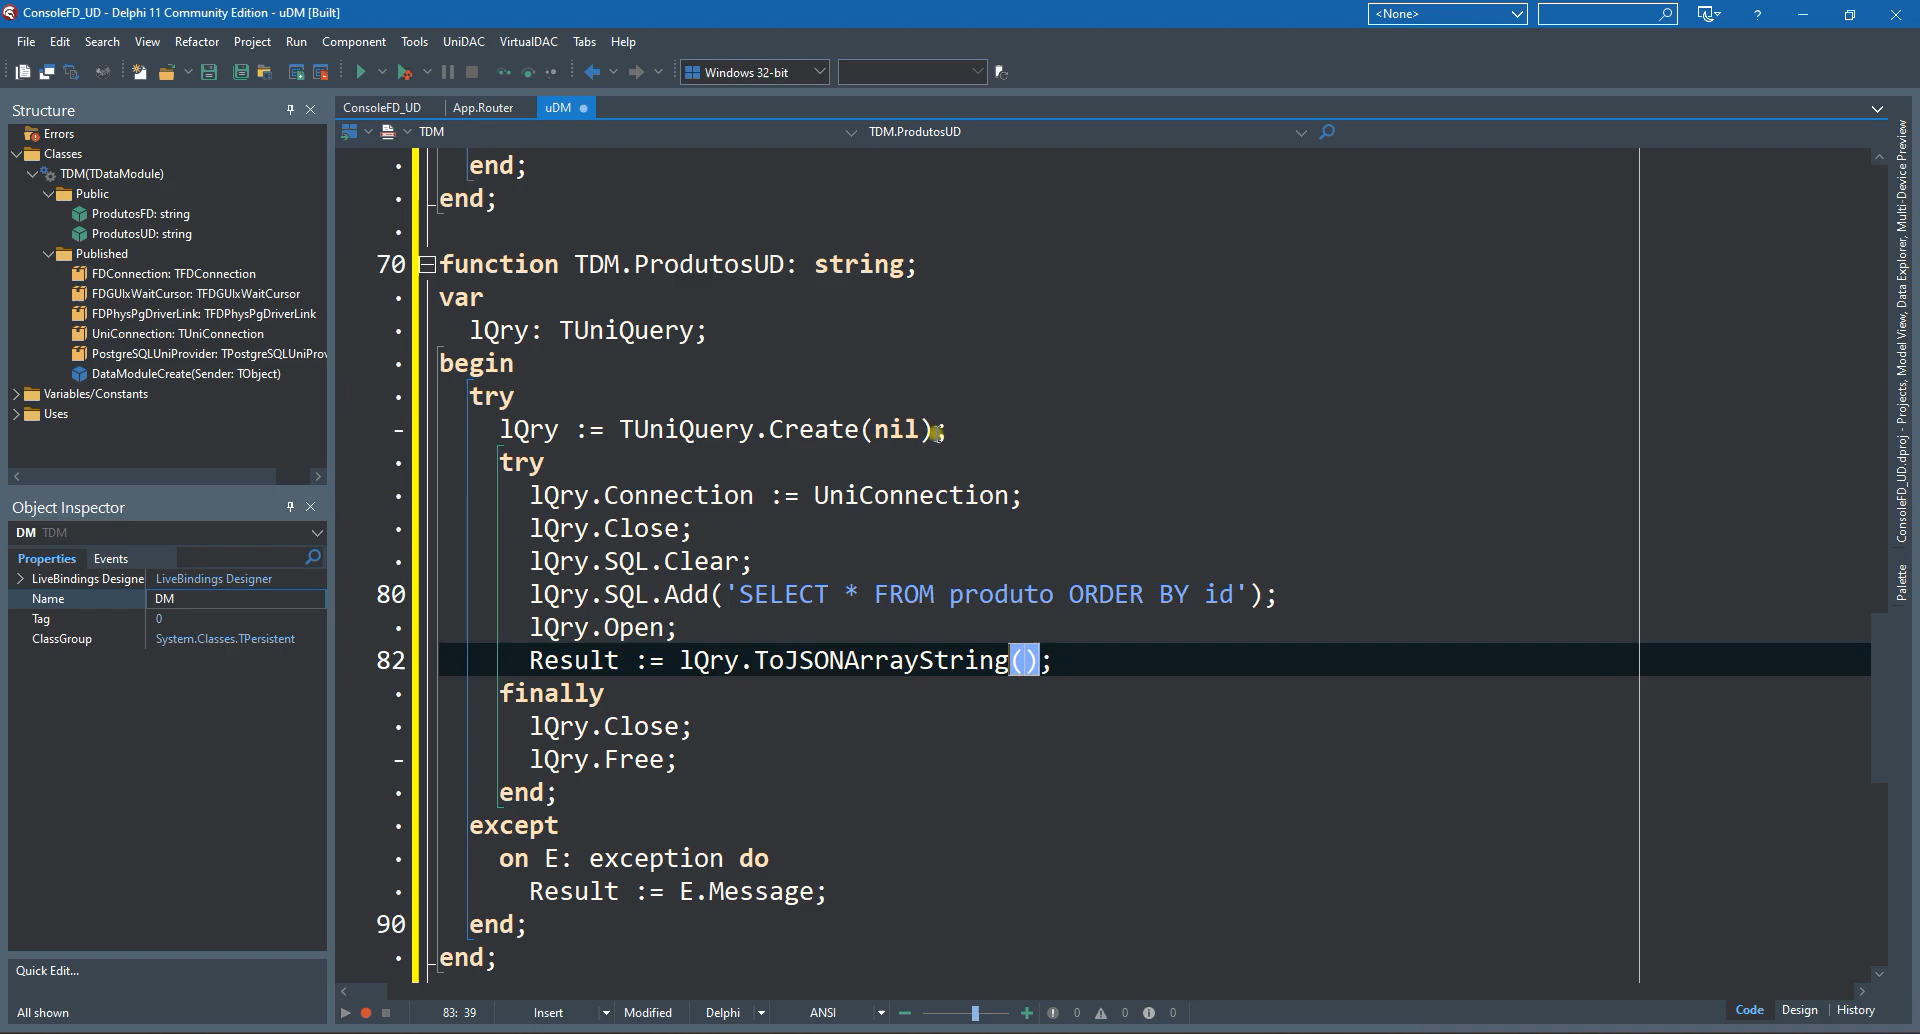 ConsoleFD_UD - Delphi 11 Community Edition - uDM [Built]
<None>
?
File Edit Search View Refactor Project Run Component Tools UniDAC VirtualDAC Tabs Help
Windows 32-bit
Structure
ConsoleFD_UD App.Router uDM
TDM TDM.ProdutosUD
Errors
Classes
TDM(TDataModule)
Public
ProdutosFD: string
ProdutosUD: string
Published
FDConnection: TFDConnection
FDGUIxWaitCursor: TFDGUIxWaitCursor
FDPhysPgDriverLink: TFDPhysPgDriverLink
UniConnection: TUniConnection
PostgreSQLUniProvider: TPostgreSQLUniProv
DataModuleCreate(Sender: TObject)
Variables/Constants
Uses
Object Inspector
DM TDM
Properties Events
LiveBindings Designe LiveBindings Designer
Name DM
Tag 0
ClassGroup System.Classes.TPersistent
Quick Edit...
All shown
end;
end;
70 function TDM.ProdutosUD: string;
var
lQry: TUniQuery;
begin
try
lQry := TUniQuery.Create(nil);
try
lQry.Connection := UniConnection;
lQry.Close;
lQry.SQL.Clear;
80 lQry.SQL.Add('SELECT * FROM produto ORDER BY id');
lQry.Open;
82 Result := lQry.ToJSONArrayString();
finally
lQry.Close;
lQry.Free;
end;
except
on E: exception do
Result := E.Message;
90 end;
end;
83: 39 Insert Modified Delphi ANSI 0 0 0
Code Design History
ConsoleFD_UD.dproj - Projects, Model View, Data Explorer, Multi-Device Preview
Palette